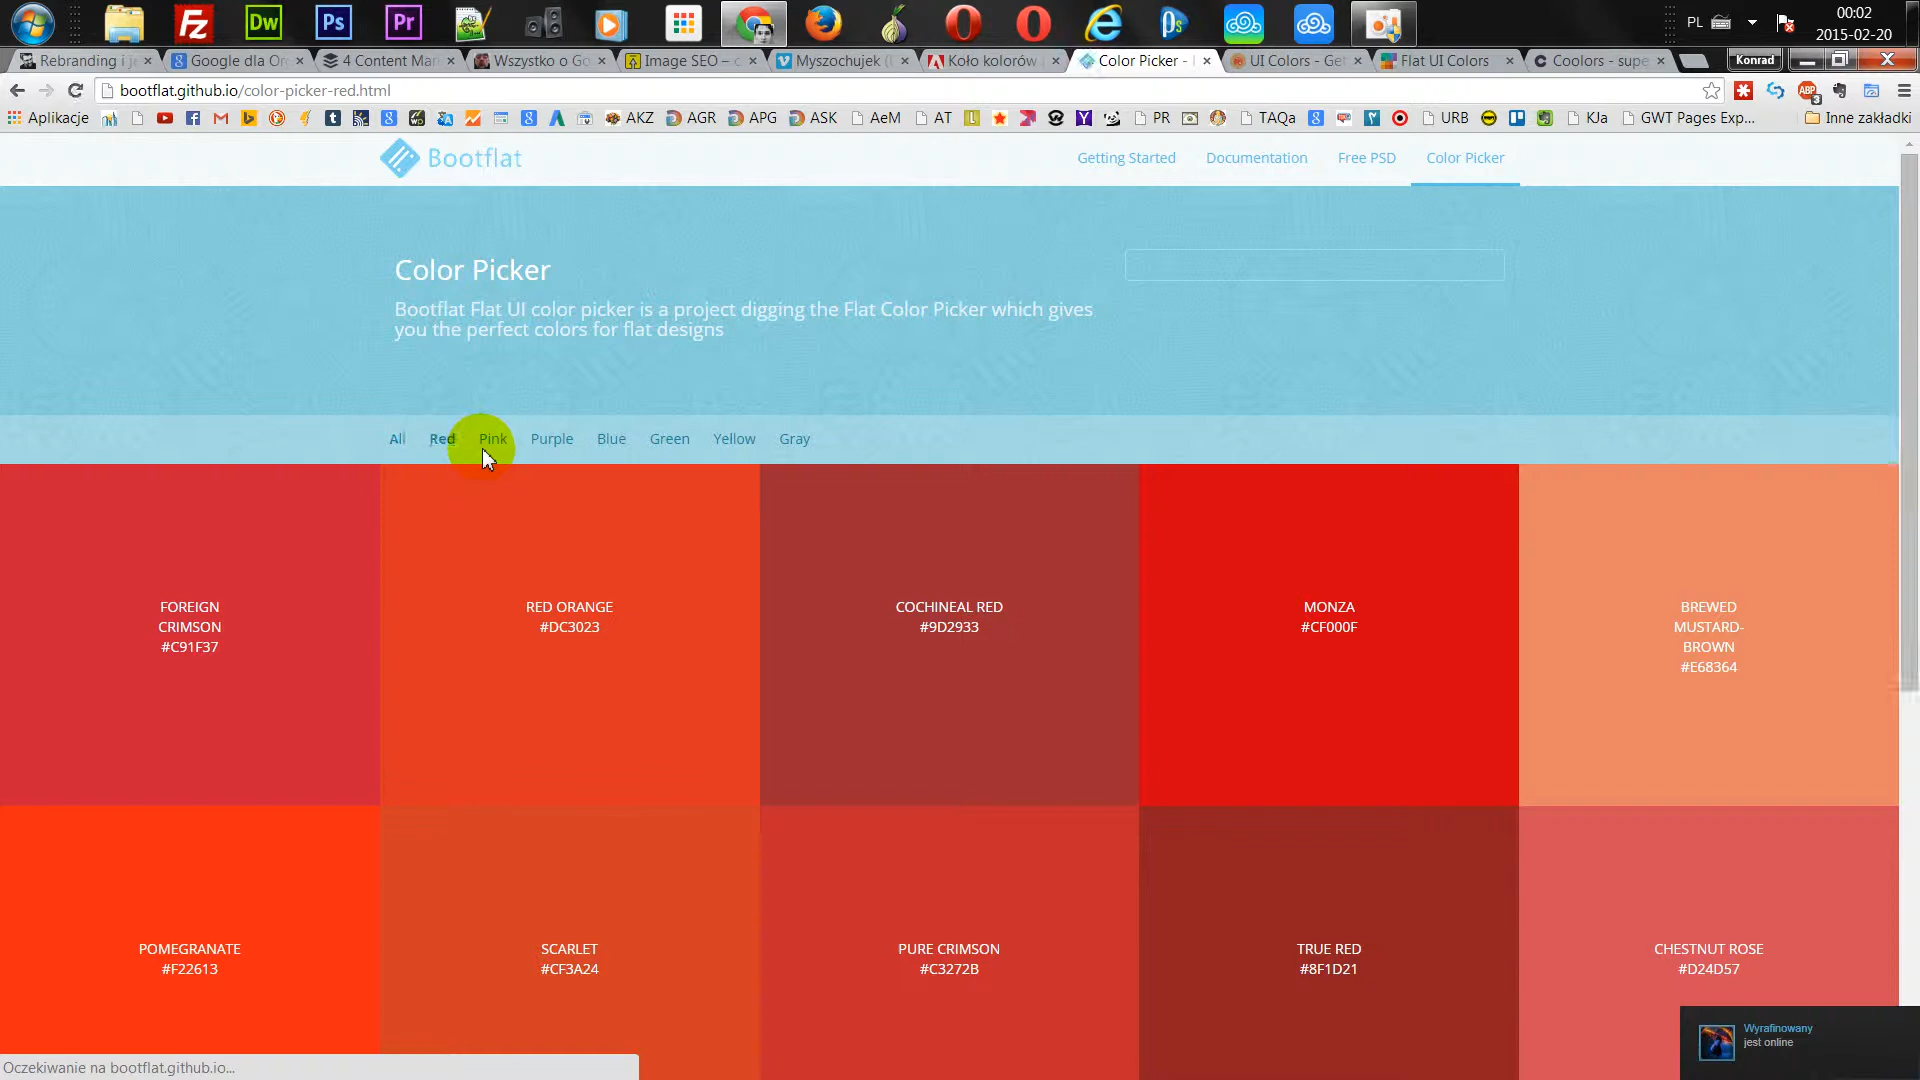 Fz
Dw
Ps
Pr
PL
00:02
2015-02-20
Rebranding i j
Google dla Or
4 Content Mar
Wszystko o Go
Image SEO – c
Myszochujek (
Koło kolorów
Color Picker -
UI Colors - Get
Flat UI Colors
Coolors - supe
Konrad
bootflat.github.io/color-picker-red.html
ABP
3
Aplikacje
AKZ
AGR
APG
ASK
AeM
AT
PR
TAQa
URB
KJa
GWT Pages Exp...
Inne zakładki
Bootflat
Getting Started
Documentation
Free PSD
Color Picker
Color Picker
Bootflat Flat UI color picker is a project digging the Flat Color Picker which gives
you the perfect colors for flat designs
All
Red
Pink
Purple
Blue
Green
Yellow
Gray
FOREIGN
CRIMSON
#C91F37
RED ORANGE
#DC3023
COCHINEAL RED
#9D2933
MONZA
#CF000F
BREWED
MUSTARD-
BROWN
#E68364
POMEGRANATE
#F22613
SCARLET
#CF3A24
PURE CRIMSON
#C3272B
TRUE RED
#8F1D21
CHESTNUT ROSE
#D24D57
Wyrafinowany
jest online
Oczekiwanie na bootflat.github.io...